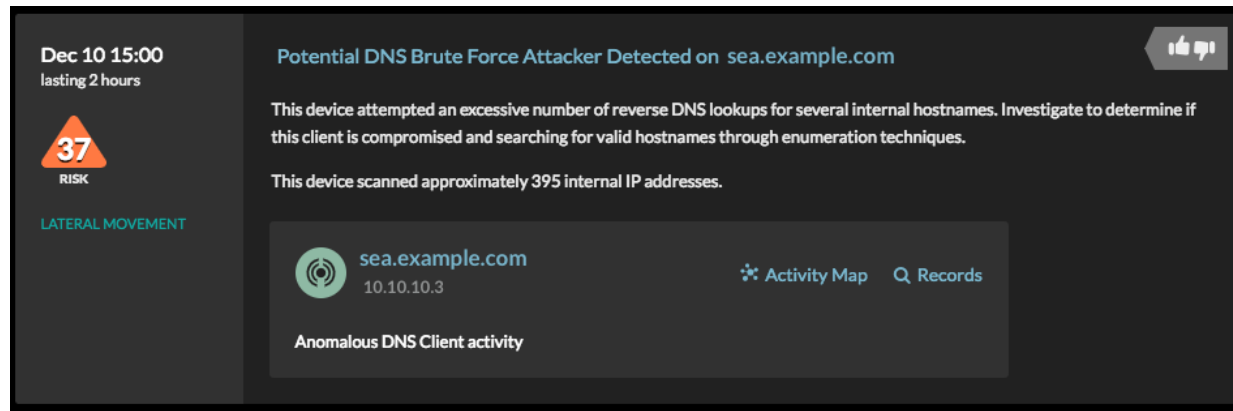 Dec 10 15:00
lasting 2 hours
37
RISK
LATERAL MOVEMENT
Potential DNS Brute Force Attacker Detected on sea.example.com
This device attempted an excessive number of reverse DNS lookups for several internal hostnames. Investigate to determine if
this client is compromised and searching for valid hostnames through enumeration techniques.
This device scanned approximately 395 internal IP addresses.
sea.example.com
10.10.10.3
Activity Map
Records
Anomalous DNS Client activity